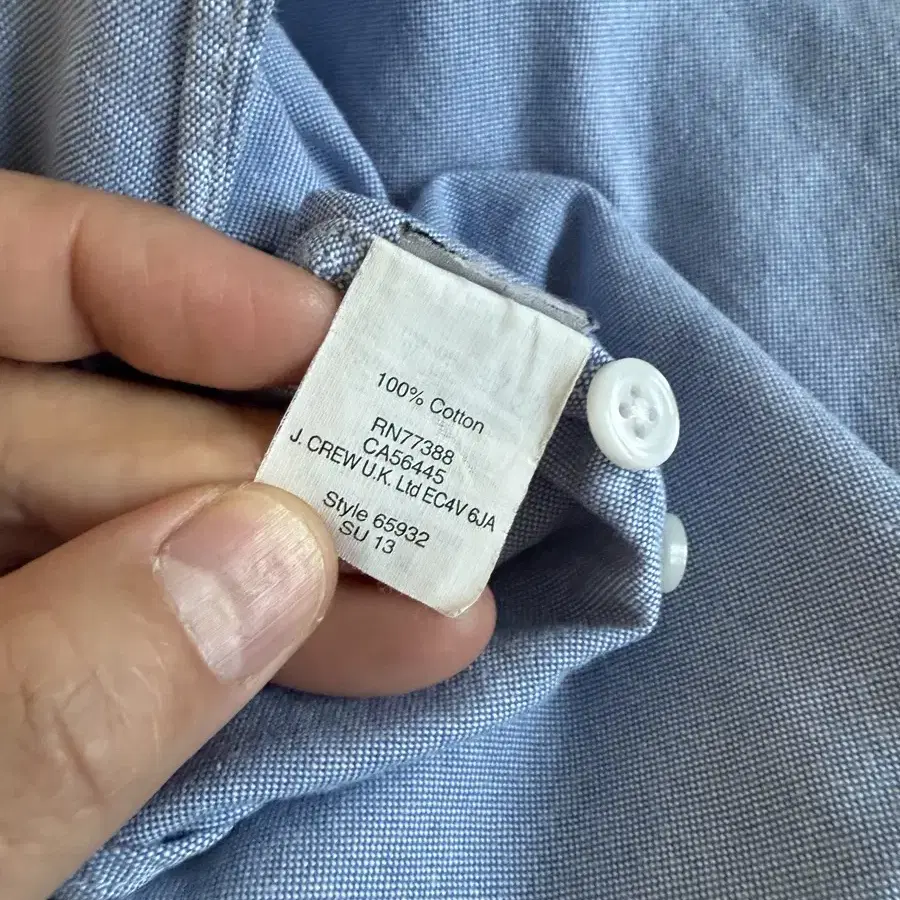 100% Cotton
RN77388
CA56445
J. CREW U.K. Ltd EC4V 6JA
Style 65932
SU 13